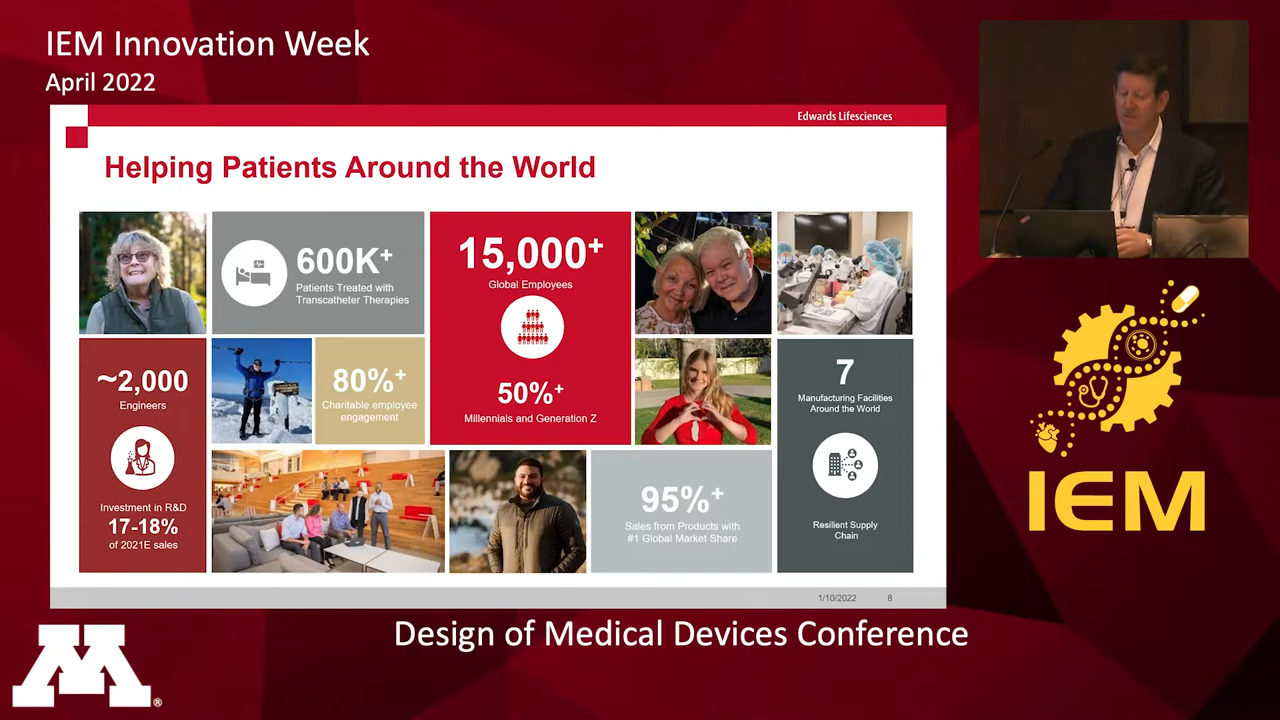 IEM Innovation Week
April 2022
Edwards Lifesciences
Helping Patients Around the World
600K+
Patients Treated with
Transcatheter Therapies
15,000+
Global Employees
50%+
Millennials and Generation Z
~2,000
Engineers
Investment in R&D
17-18%
of 2021E sales
80%+
Charitable employee
engagement
95%+
Sales from Products with
#1 Global Market Share
7
Manufacturing Facilities
Around the World
Resilient Supply
Chain
1/10/2022 8
IEM
Design of Medical Devices Conference
M®